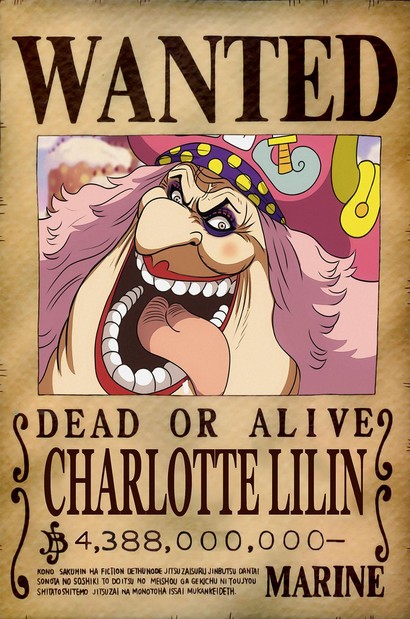 WANTED
DEAD OR ALIVE
CHARLOTTE LILIN
฿ 4,388,000,000—
KONO SAKUHIN HA FICTION DETHUNODE JITSUZAISURU JINBUTSU DANTAI
SONOTA NO SOSHIKI TO DOITSU NO MEISHOU GA GEKICHU NI TOUJYOU
SHITATOSHITEMO JITSUZAI NA MONOTOHA ISSAI MUKANKEIDETH.
MARINE